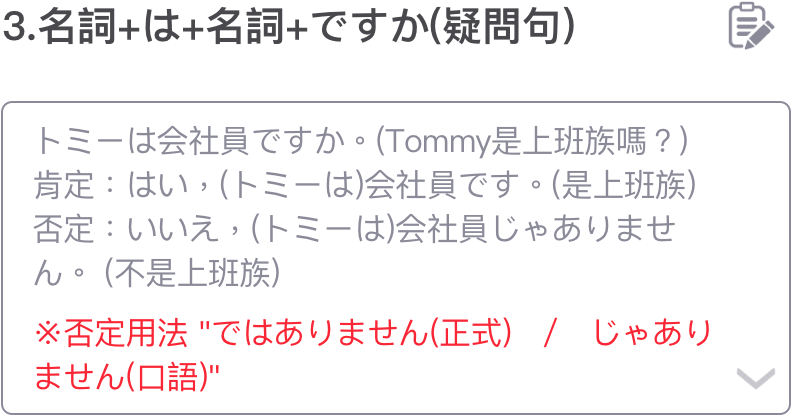 3.名詞+は+名詞+ですか(疑問句)
トミーは会社員ですか。(Tommy是上班族嗎？)
肯定：はい，(トミーは)会社員です。(是上班族)
否定：いいえ，(トミーは)会社員じゃありませ
ん。 (不是上班族)
※否定用法 "ではありません(正式)　/　じゃあり
ません(口語)"